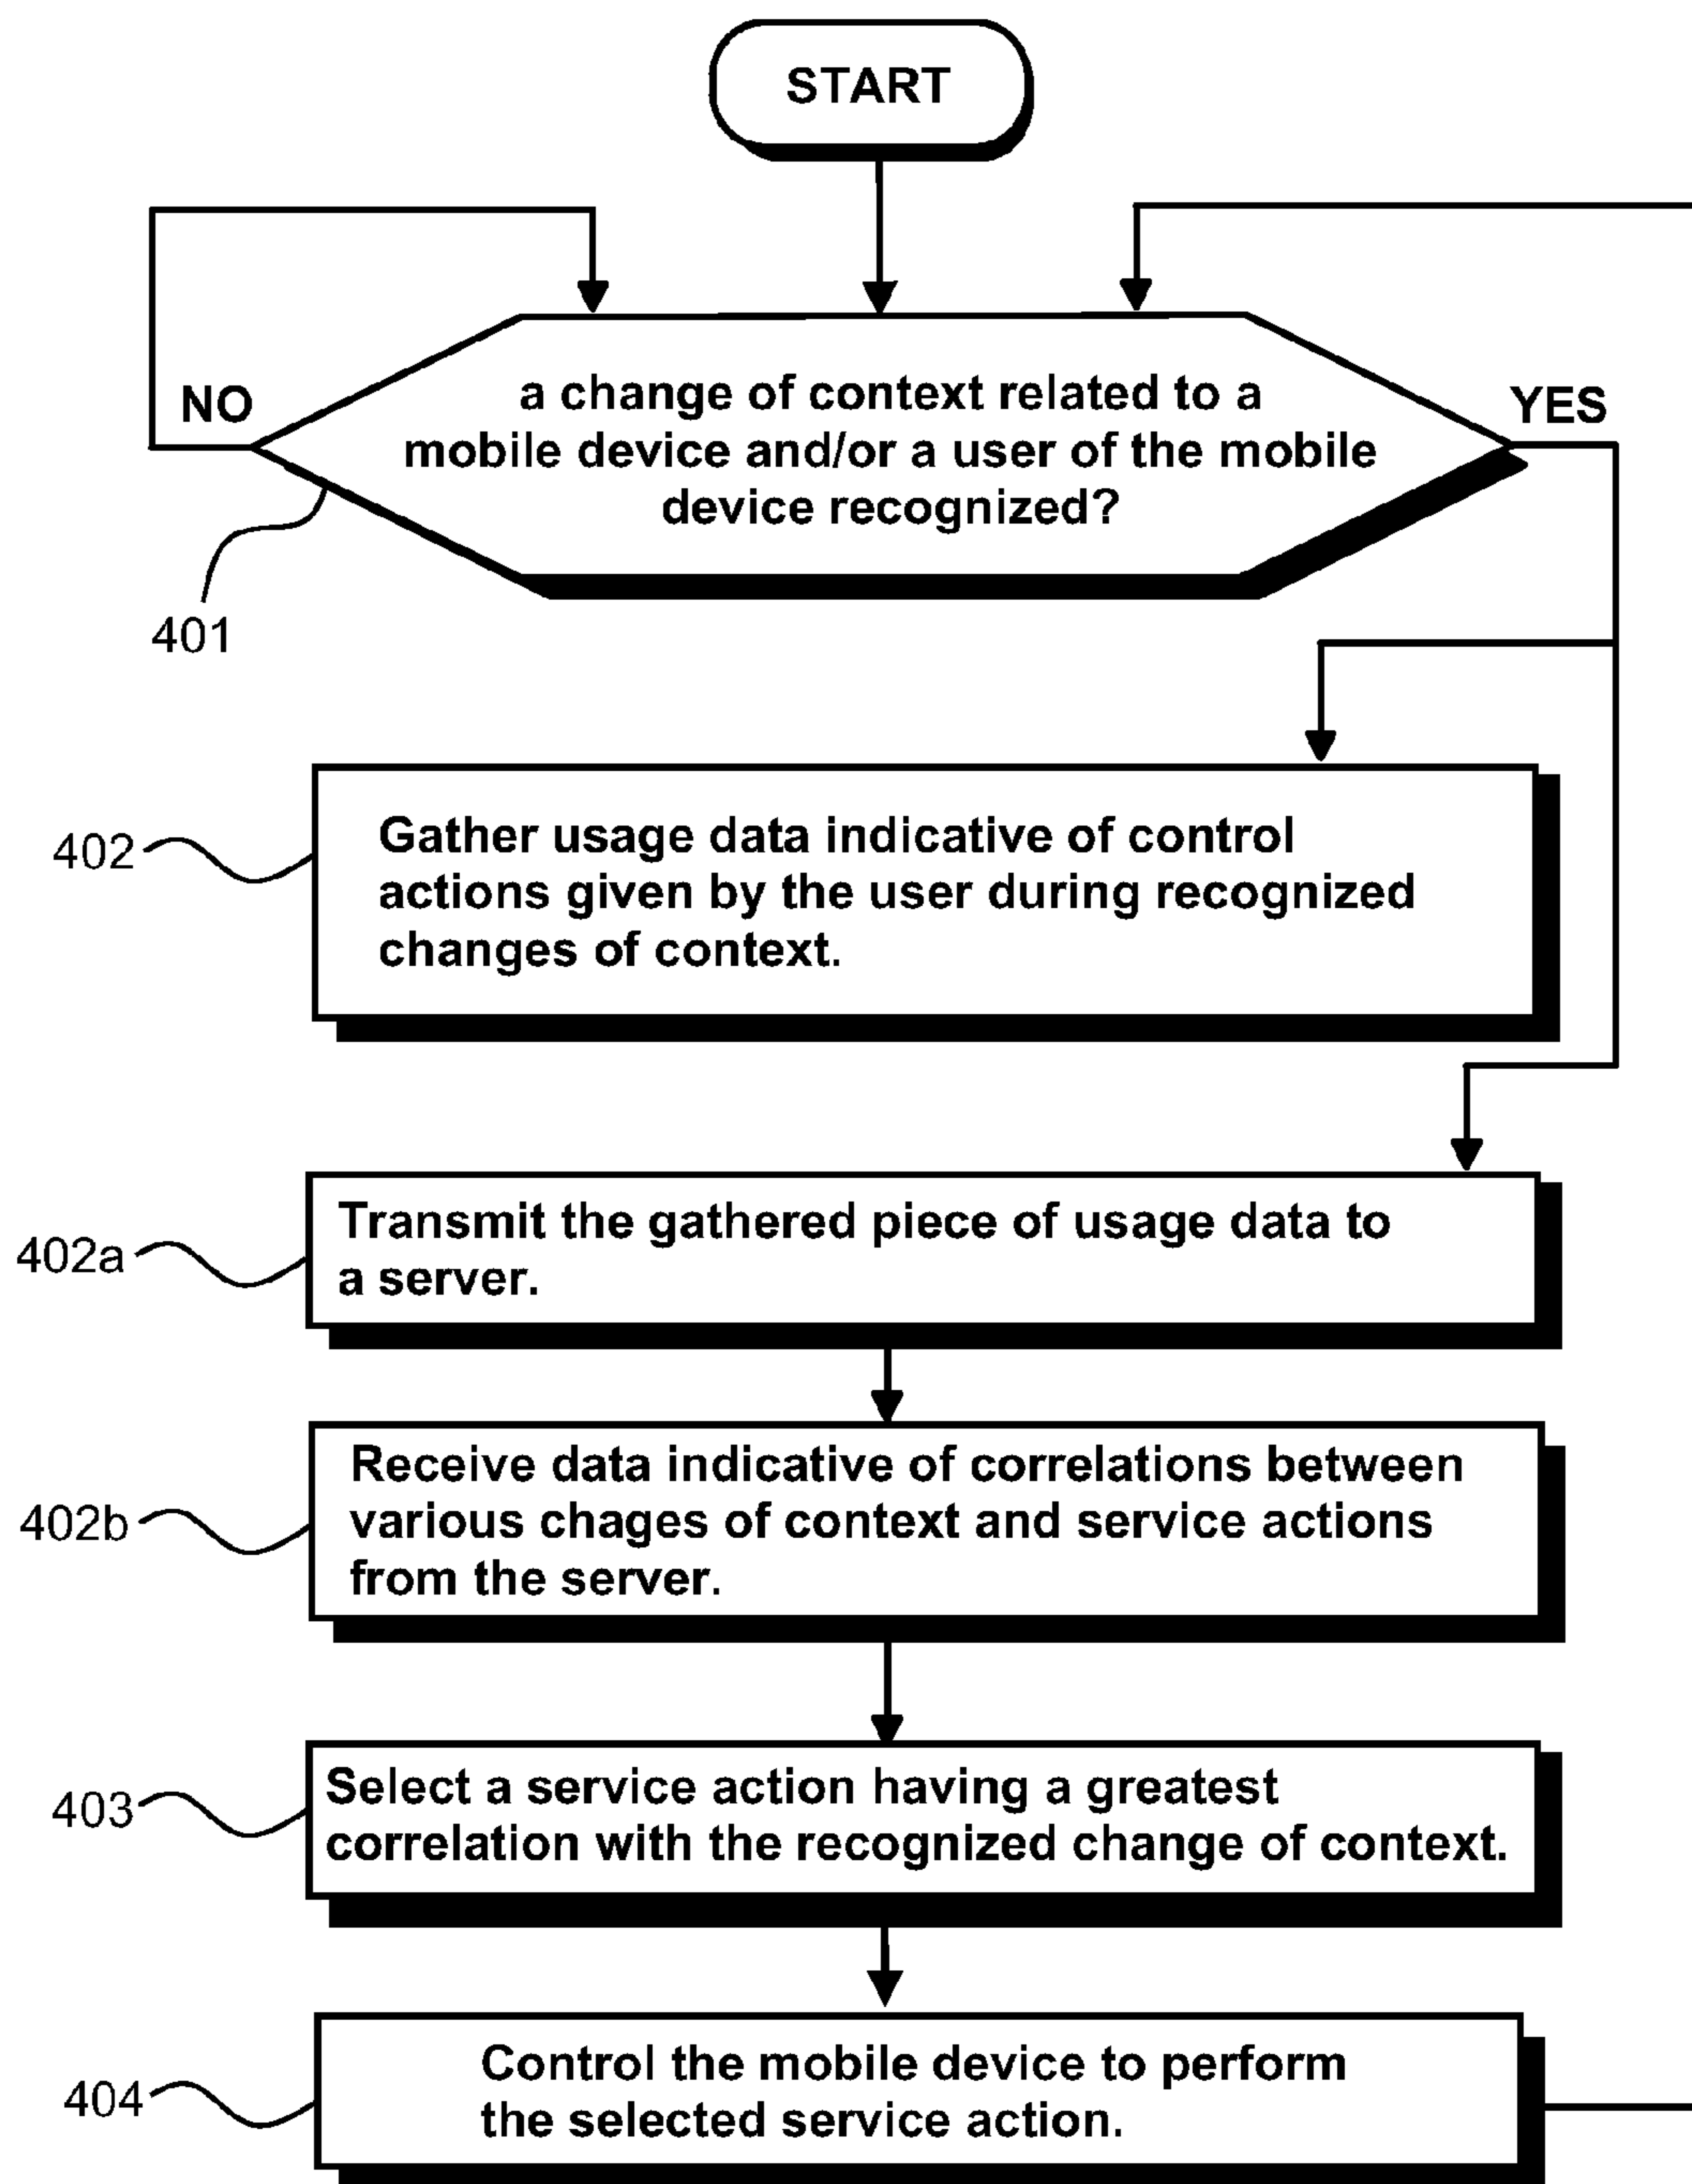 START
NO
YES
a change of context related to a
mobile device and/or a user of the mobile
device recognized?
401
402
Gather usage data indicative of control
actions given by the user during recognized
changes of context.
402a
Transmit the gathered piece of usage data to
a server.
402b
Receive data indicative of correlations between
various chages of context and service actions
from the server.
403
Select a service action having a greatest
correlation with the recognized change of context.
404
Control the mobile device to perform
the selected service action.